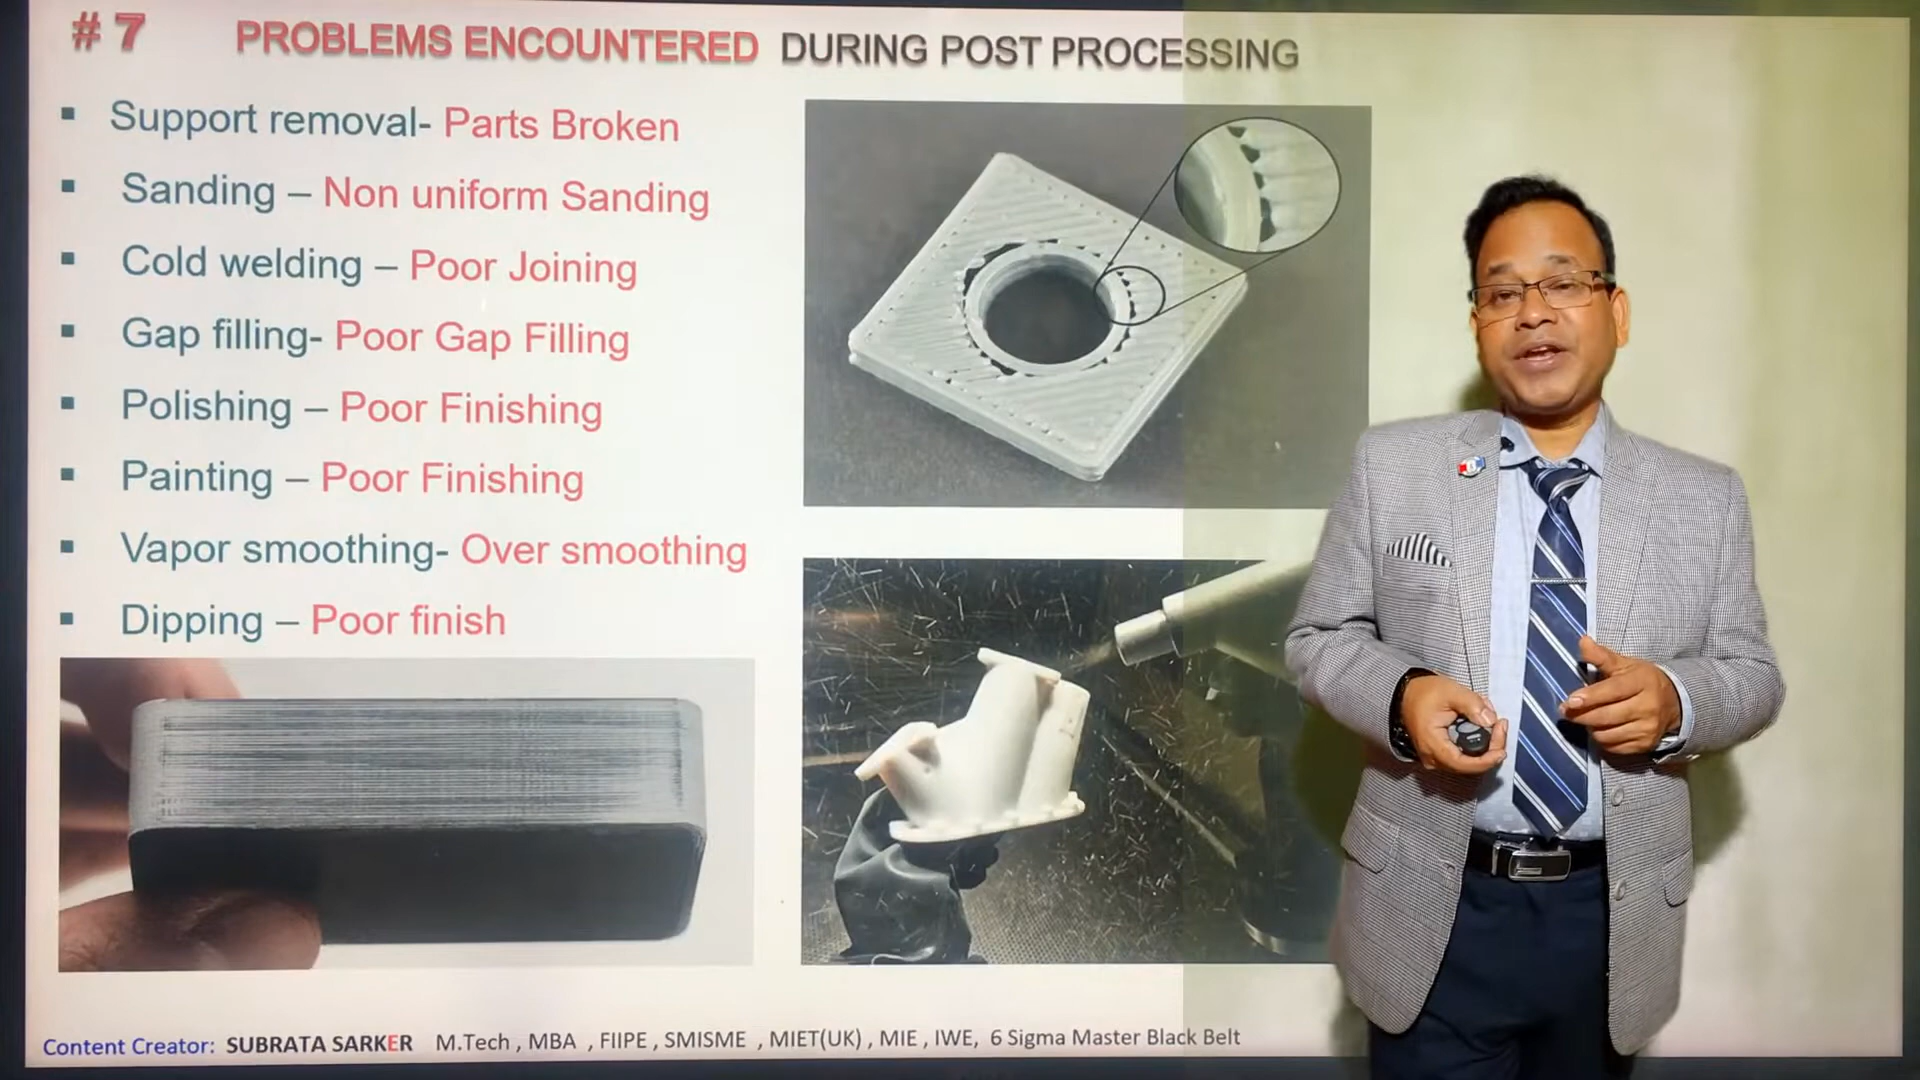 # 7 PROBLEMS ENCOUNTERED DURING POST PROCESSING
▪ Support removal- Parts Broken
▪ Sanding – Non uniform Sanding
▪ Cold welding – Poor Joining
▪ Gap filling- Poor Gap Filling
▪ Polishing – Poor Finishing
▪ Painting – Poor Finishing
▪ Vapor smoothing- Over smoothing
▪ Dipping – Poor finish
Content Creator: SUBRATA SARKER M.Tech , MBA , FIIPE , SMISME , MIET(UK) , MIE , IWE, 6 Sigma Master Black Belt